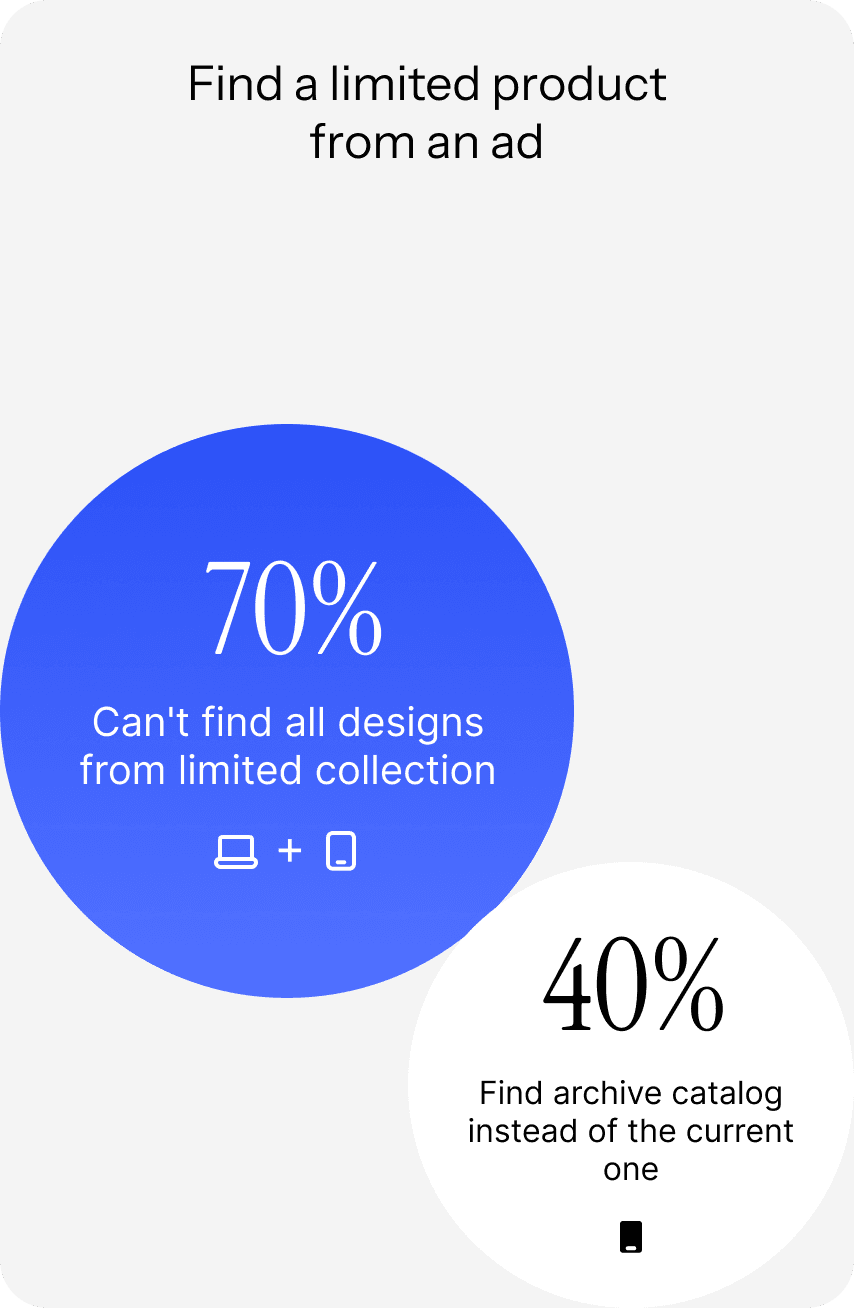 Find a limited product
from an ad
70%
Can't find all designs
from limited collection
+
40%
Find archive catalog
instead of the current
one